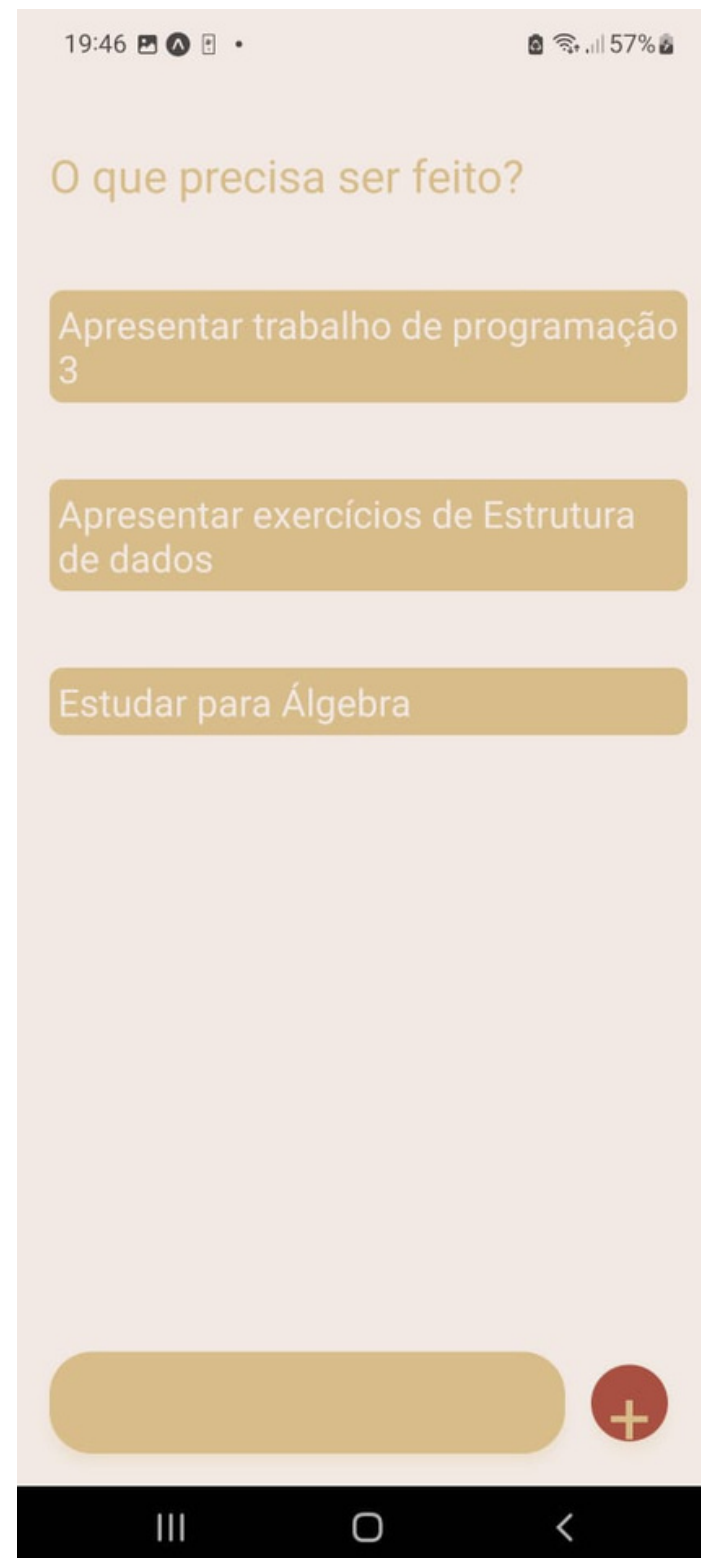 19:46
57%
O que precisa ser feito?
Apresentar trabalho de programação
3
Apresentar exercícios de Estrutura
de dados
Estudar para Álgebra
+